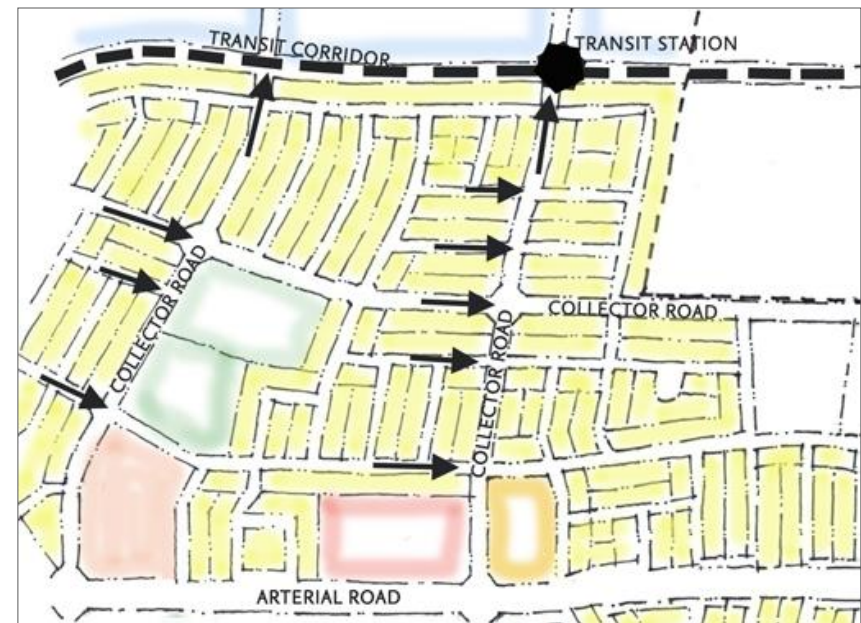 TRANSIT CORRIDOR
TRANSIT STATION
COLLECTOR ROAD
COLLECTOR ROAD
COLLECTOR ROAD
ARTERIAL ROAD